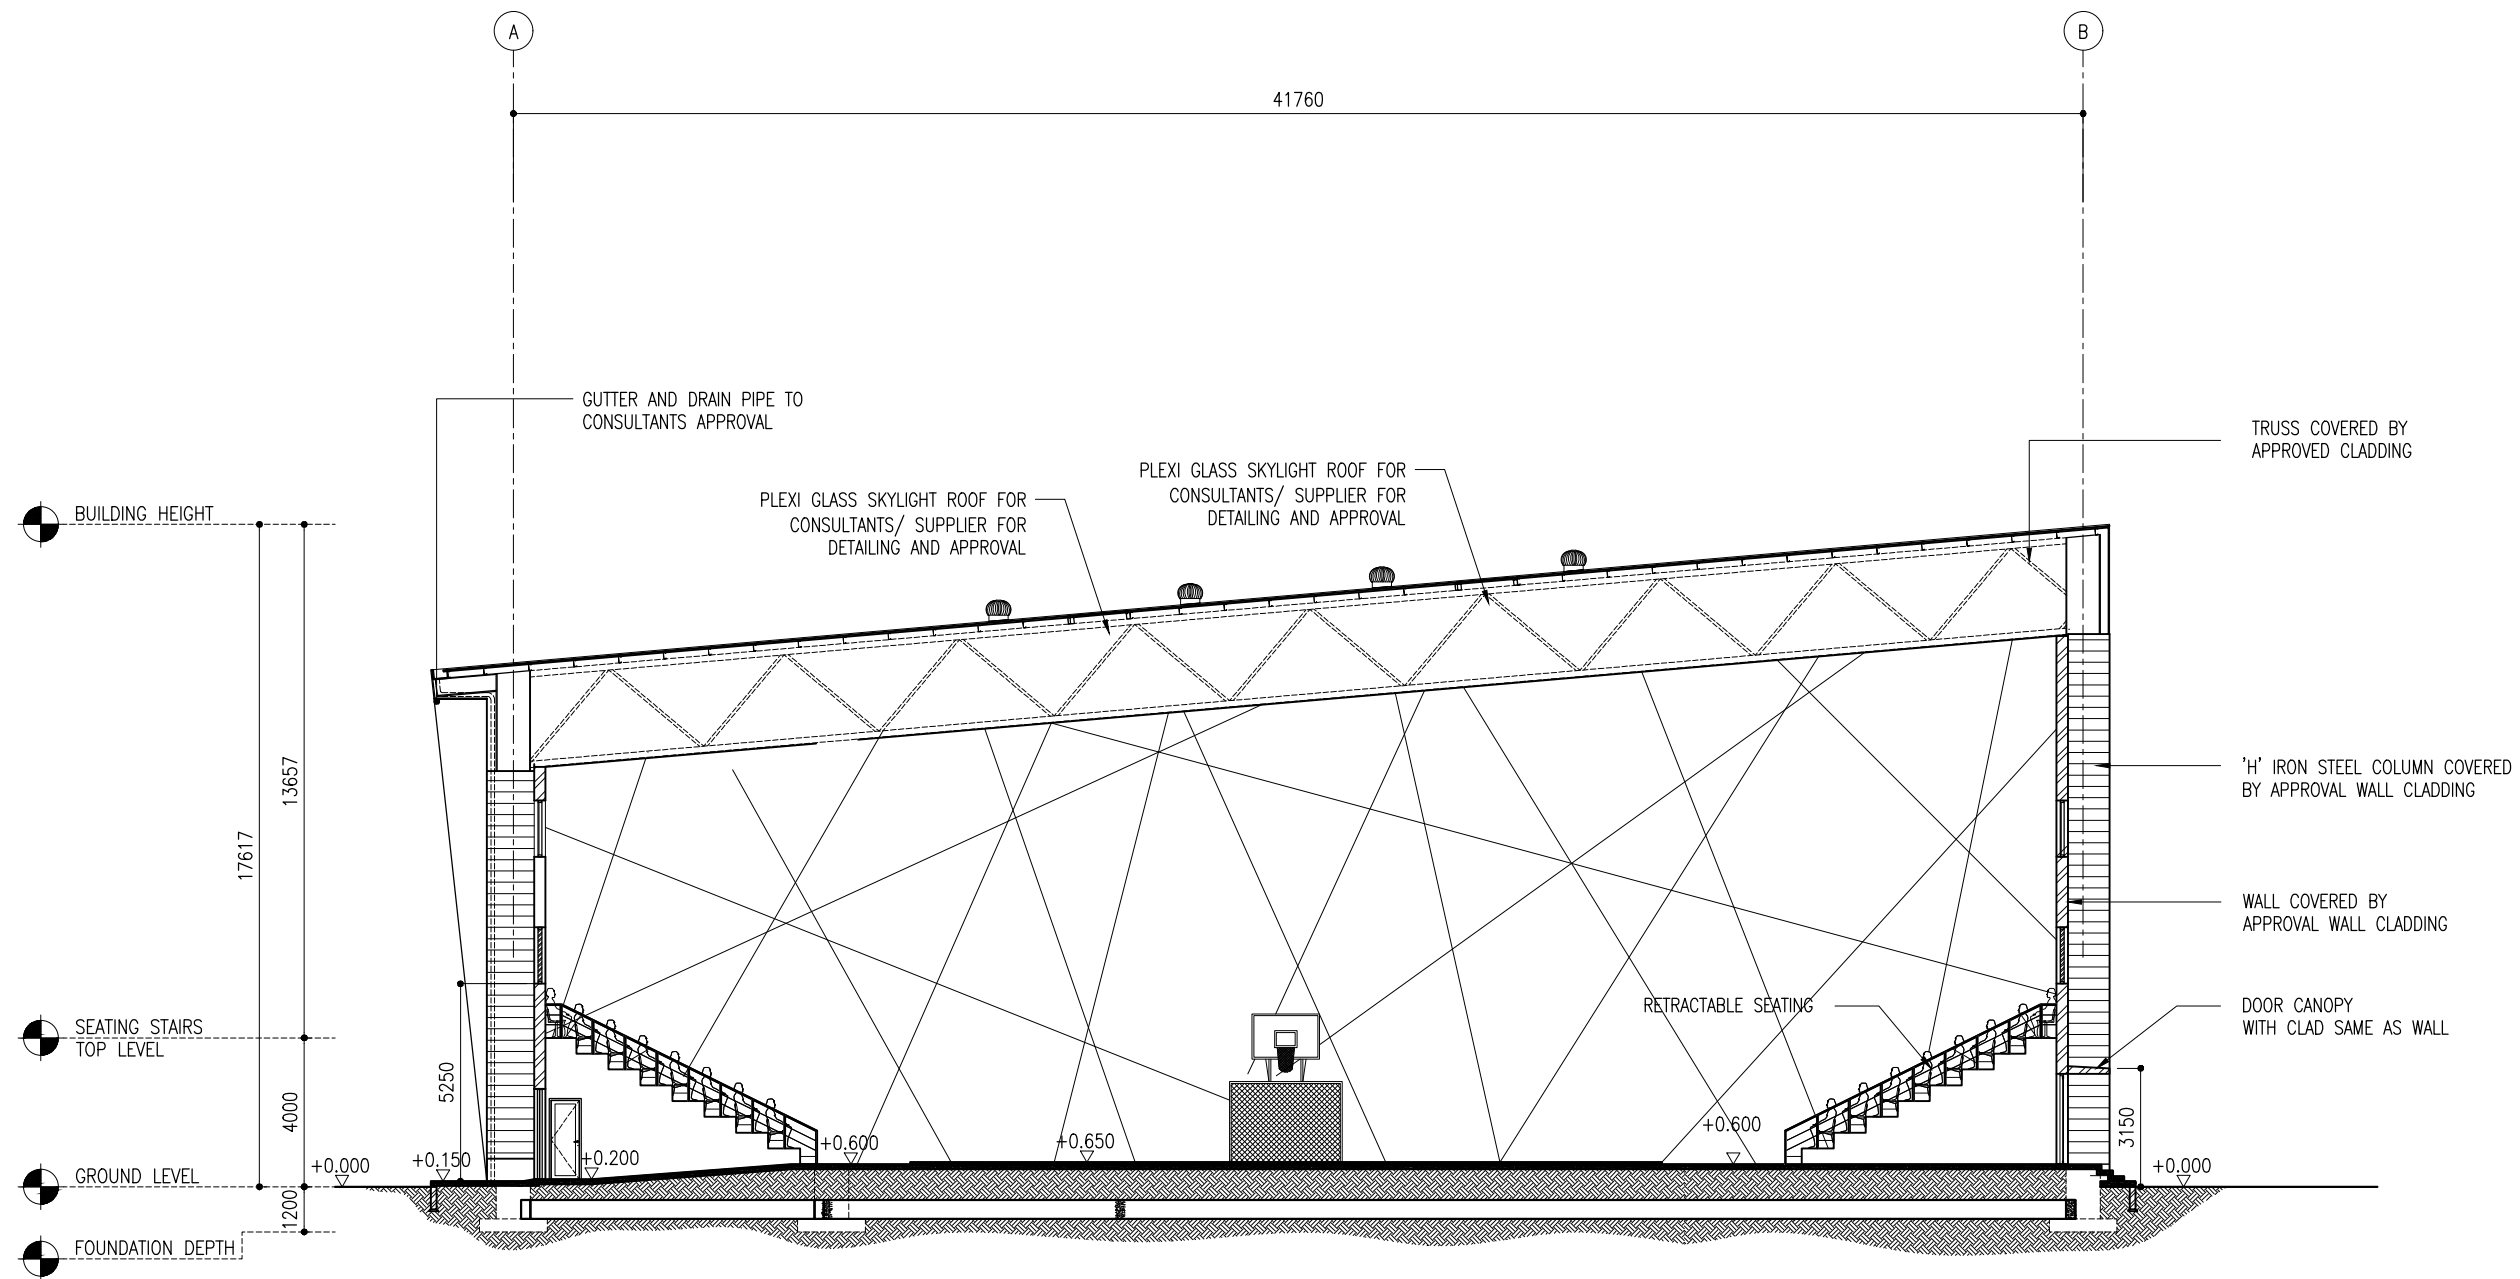 A
B
41760
GUTTER AND DRAIN PIPE TO
CONSULTANTS APPROVAL
PLEXI GLASS SKYLIGHT ROOF FOR
CONSULTANTS/ SUPPLIER FOR
DETAILING AND APPROVAL
PLEXI GLASS SKYLIGHT ROOF FOR
CONSULTANTS/ SUPPLIER FOR
DETAILING AND APPROVAL
TRUSS COVERED BY
APPROVED CLADDING
BUILDING HEIGHT
13657
17617
'H' IRON STEEL COLUMN COVERED
BY APPROVAL WALL CLADDING
WALL COVERED BY
APPROVAL WALL CLADDING
RETRACTABLE SEATING
DOOR CANOPY
WITH CLAD SAME AS WALL
SEATING STAIRS
TOP LEVEL
5250
4000
3150
GROUND LEVEL
+0.000
+0.150
+0.200
+0.600
+0.650
+0.600
+0.000
1200
FOUNDATION DEPTH